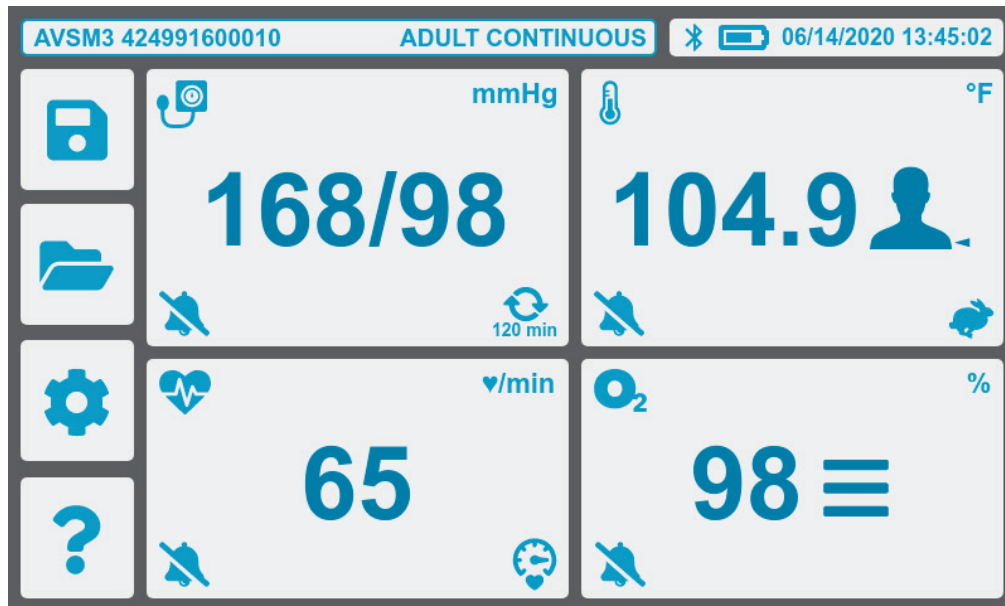 AVSM3 424991600010 ADULT CONTINUOUS 06/14/2020 13:45:02
mmHg
168/98
120 min
°F
104.9
♥/min
65
O2 %
98
?